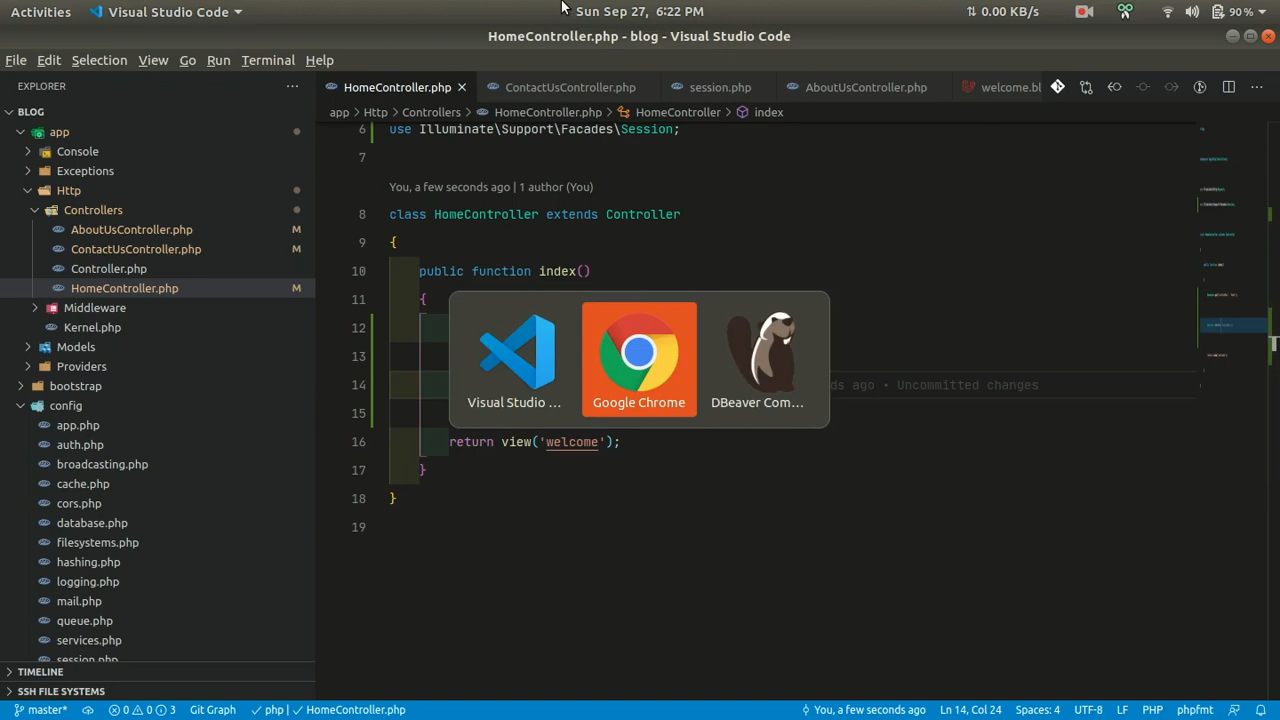 Activities
Visual Studio Code
Sun Sep 27, 6:22 PM
0.00 KB/s
90%
HomeController.php - blog - Visual Studio Code
File Edit Selection View Go Run Terminal Help
EXPLORER
HomeController.php
ContactUsController.php
session.php
AboutUsController.php
welcome.bl
BLOG
app > Http > Controllers > HomeController.php > HomeController > index
app
Console
Exceptions
Http
Controllers
AboutUsController.php M
ContactUsController.php M
Controller.php
HomeController.php M
Middleware
Kernel.php
Models
Providers
bootstrap
config
app.php
auth.php
broadcasting.php
cache.php
cors.php
database.php
filesystems.php
hashing.php
logging.php
mail.php
queue.php
services.php
session.php
TIMELINE
SSH FILE SYSTEMS
6 use Illuminate\Support\Facades\Session;
7
You, a few seconds ago | 1 author (You)
8 class HomeController extends Controller
9 {
10 public function index()
11 {
12
13
14 ds ago • Uncommitted changes
15
16 return view('welcome');
17 }
18 }
19
Visual Studio ...
Google Chrome
DBeaver Com...
master*
0 0 3
Git Graph
php | HomeController.php
You, a few seconds ago
Ln 14, Col 24
Spaces: 4
UTF-8
LF
PHP
phpfmt